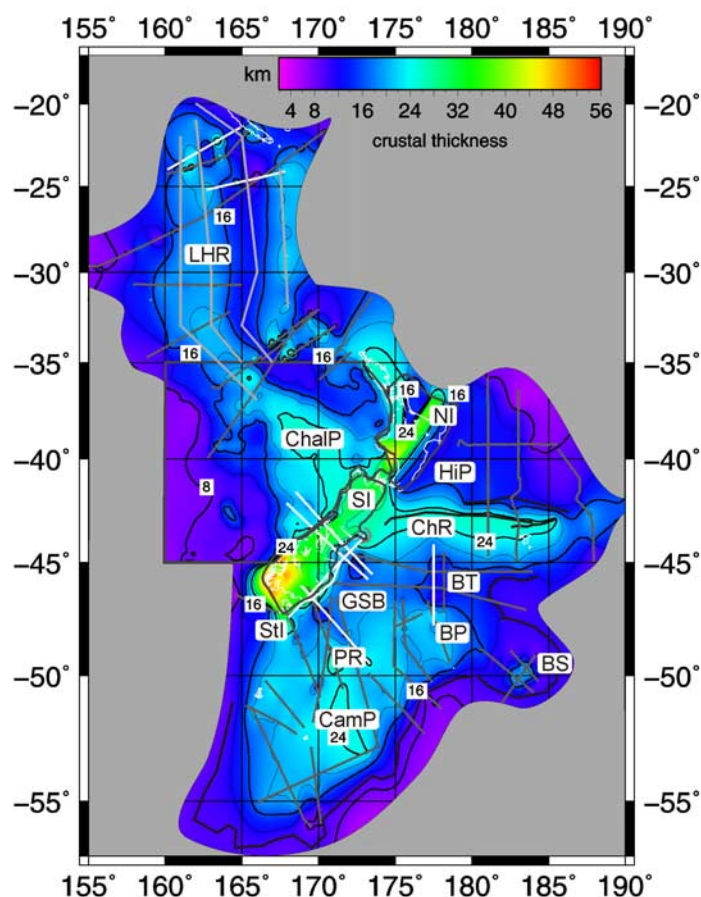 155° 160° 165° 170° 175° 180° 185° 190°
km
4 8 16 24 32 40 48 56
crustal thickness
−20°
−25°
16
LHR
−30°
−35°
16
16
16
16
NI
24
ChalP
−40°
HiP
8
SI
ChR
24
24
−45°
BT
16
GSB
StI
BP
PR
BS
−50°
16
CamP
24
−55°
155° 160° 165° 170° 175° 180° 185° 190°